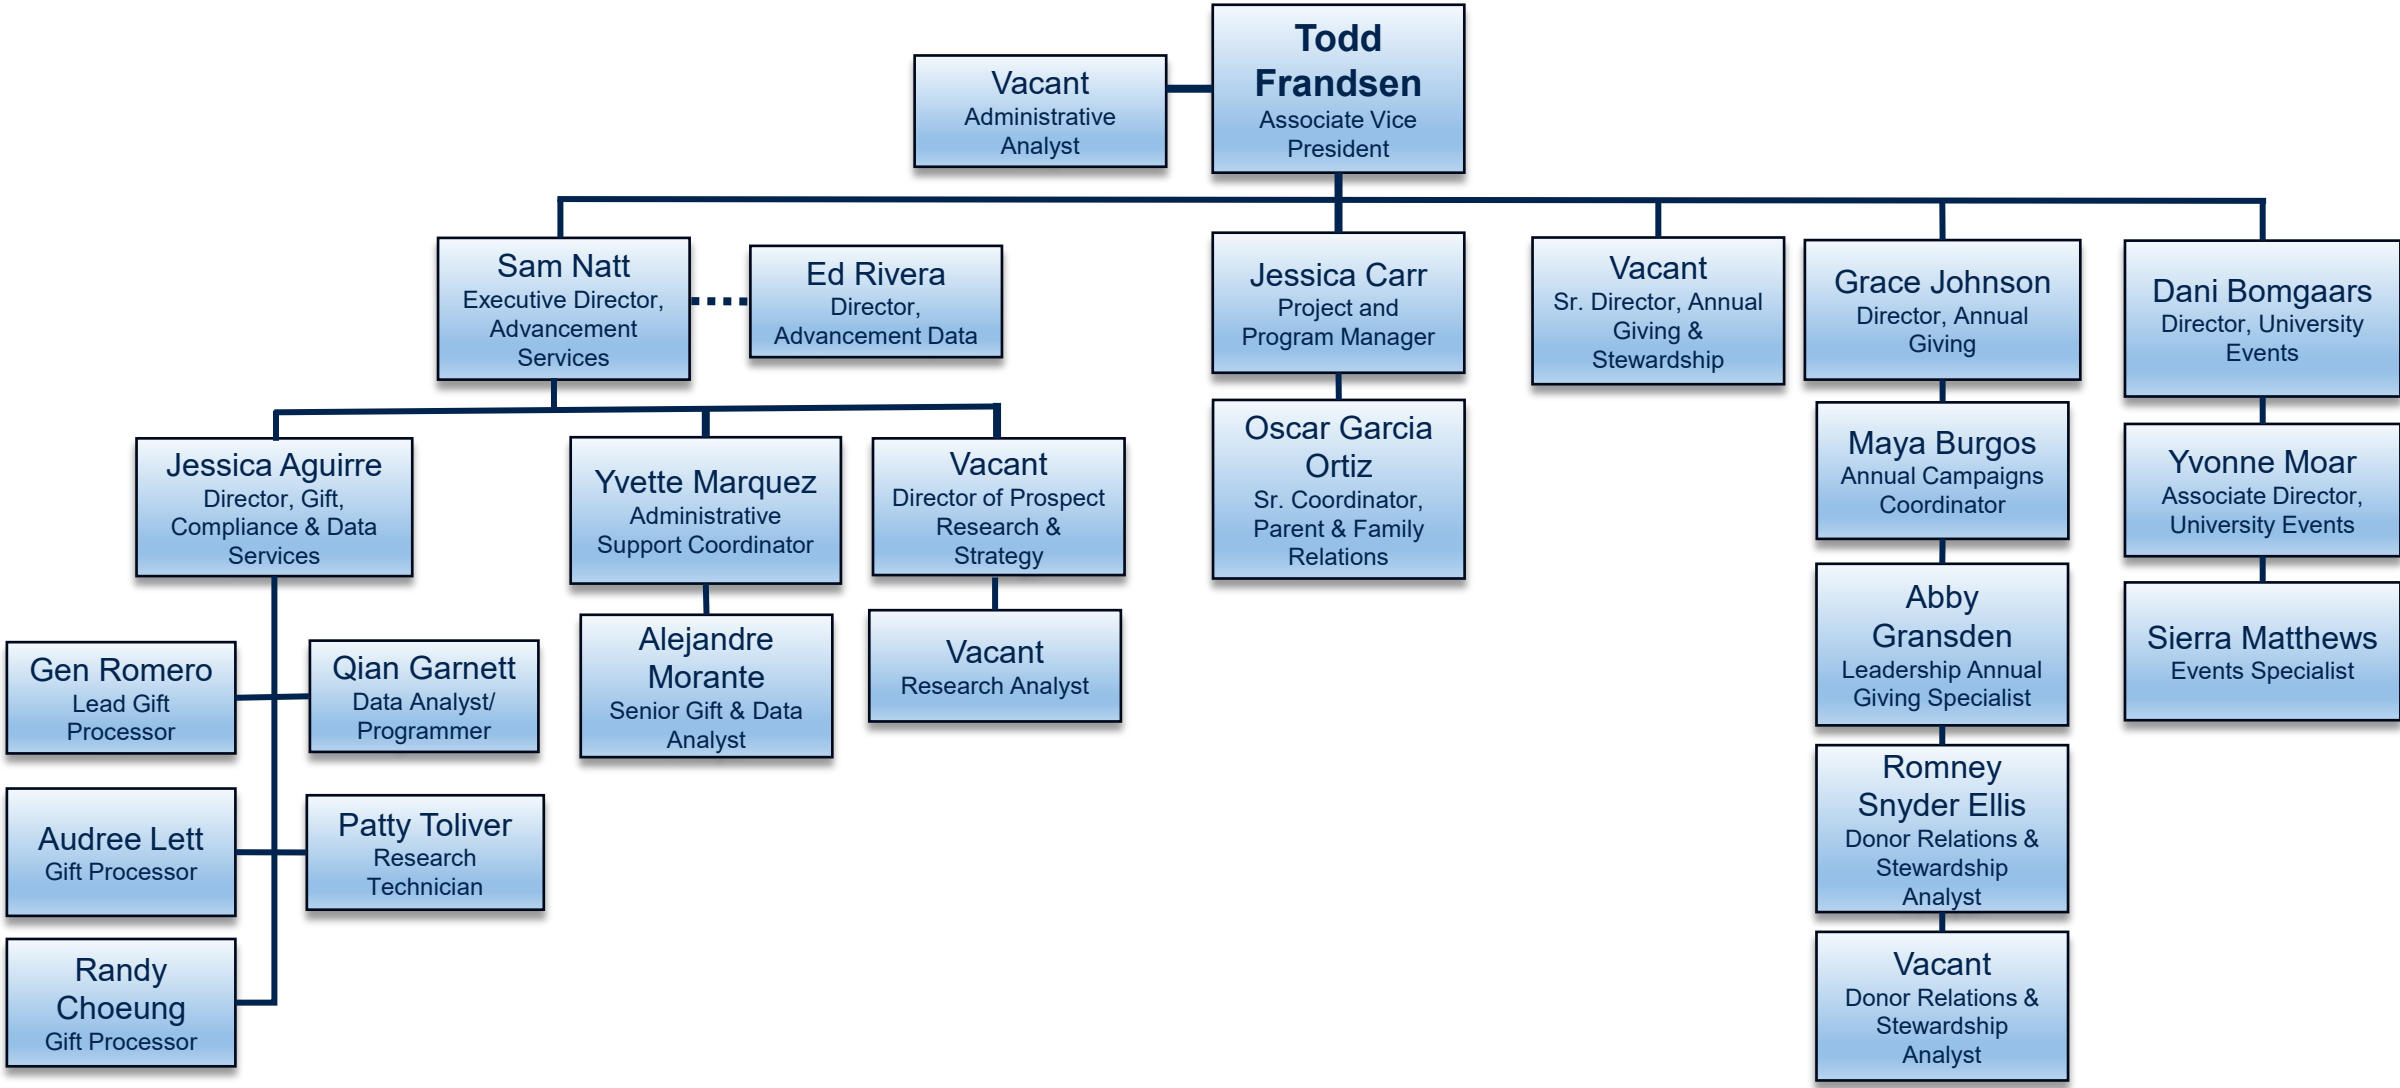 Todd
Frandsen
Associate Vice
President
Vacant
Administrative
Analyst
Sam Natt
Executive Director,
Advancement
Services
Ed Rivera
Director,
Advancement Data
Jessica Carr
Project and
Program Manager
Vacant
Sr. Director, Annual
Giving &
Stewardship
Grace Johnson
Director, Annual
Giving
Dani Bomgaars
Director, University
Events
Jessica Aguirre
Director, Gift,
Compliance & Data
Services
Yvette Marquez
Administrative
Support Coordinator
Vacant
Director of Prospect
Research &
Strategy
Oscar Garcia
Ortiz
Sr. Coordinator,
Parent & Family
Relations
Maya Burgos
Annual Campaigns
Coordinator
Yvonne Moar
Associate Director,
University Events
Gen Romero
Lead Gift
Processor
Qian Garnett
Data Analyst/
Programmer
Alejandre
Morante
Senior Gift & Data
Analyst
Vacant
Research Analyst
Abby
Gransden
Leadership Annual
Giving Specialist
Sierra Matthews
Events Specialist
Audree Lett
Gift Processor
Patty Toliver
Research
Technician
Romney
Snyder Ellis
Donor Relations &
Stewardship
Analyst
Randy
Choeung
Gift Processor
Vacant
Donor Relations &
Stewardship
Analyst